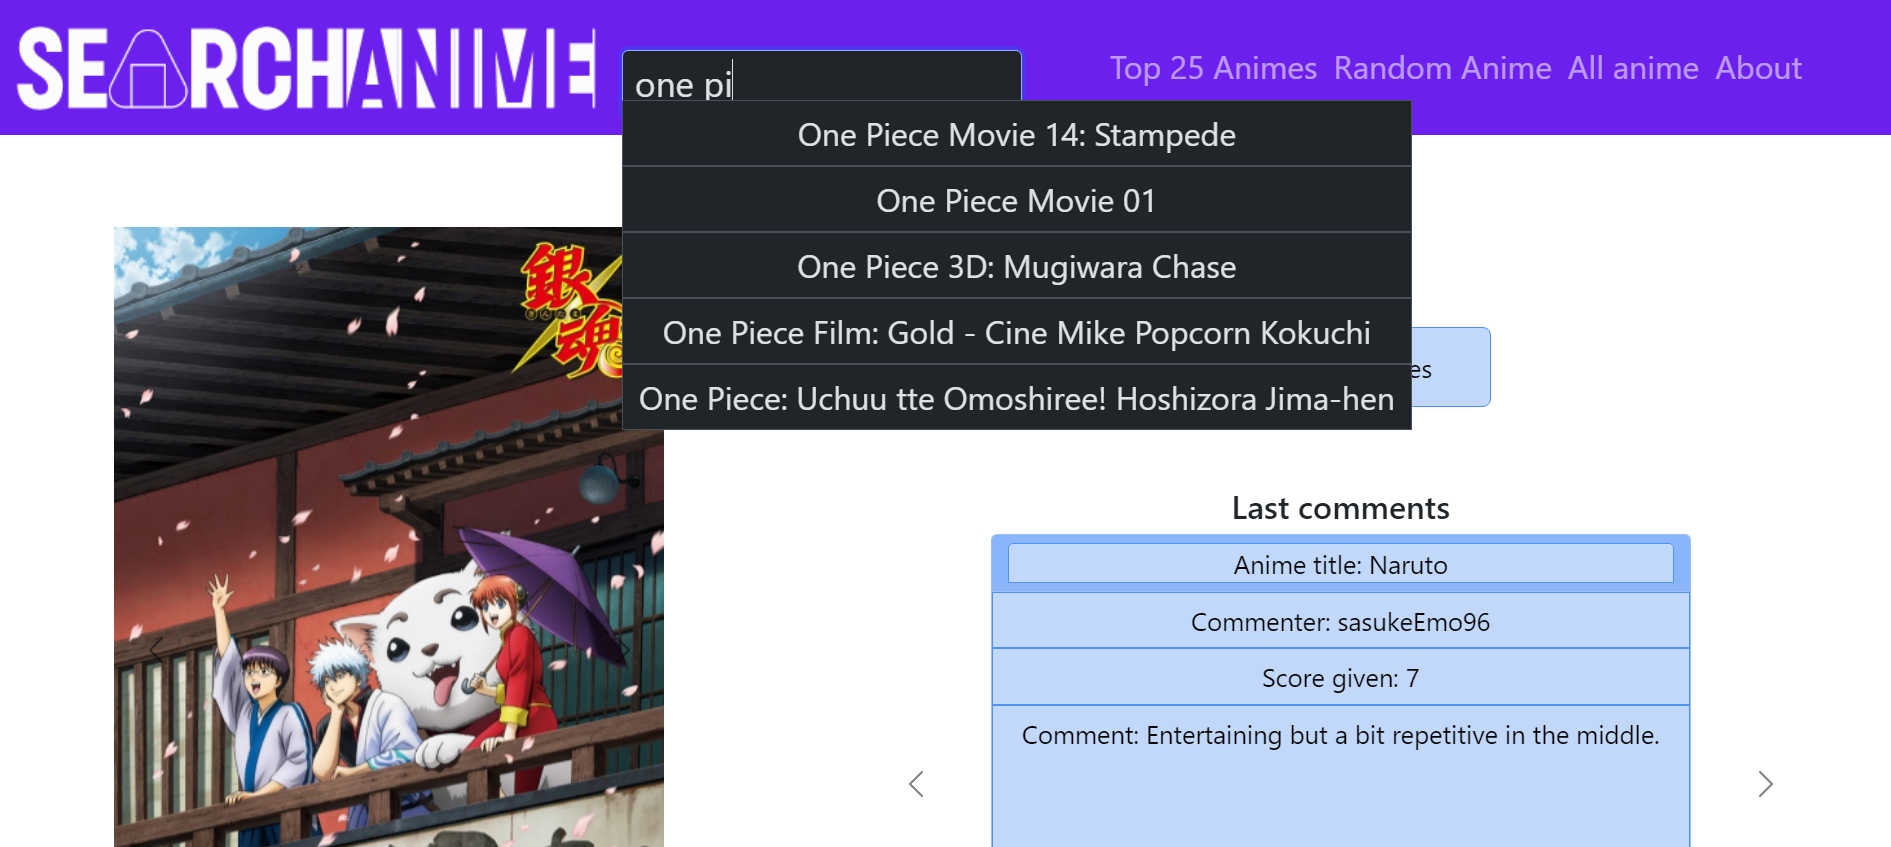 SEARCHANIME
one pi
Top 25 Animes Random Anime All anime About
One Piece Movie 14: Stampede
One Piece Movie 01
One Piece 3D: Mugiwara Chase
One Piece Film: Gold - Cine Mike Popcorn Kokuchi
One Piece: Uchuu tte Omoshiree! Hoshizora Jima-hen
銀
魂
es
Last comments
Anime title: Naruto
Commenter: sasukeEmo96
Score given: 7
Comment: Entertaining but a bit repetitive in the middle.